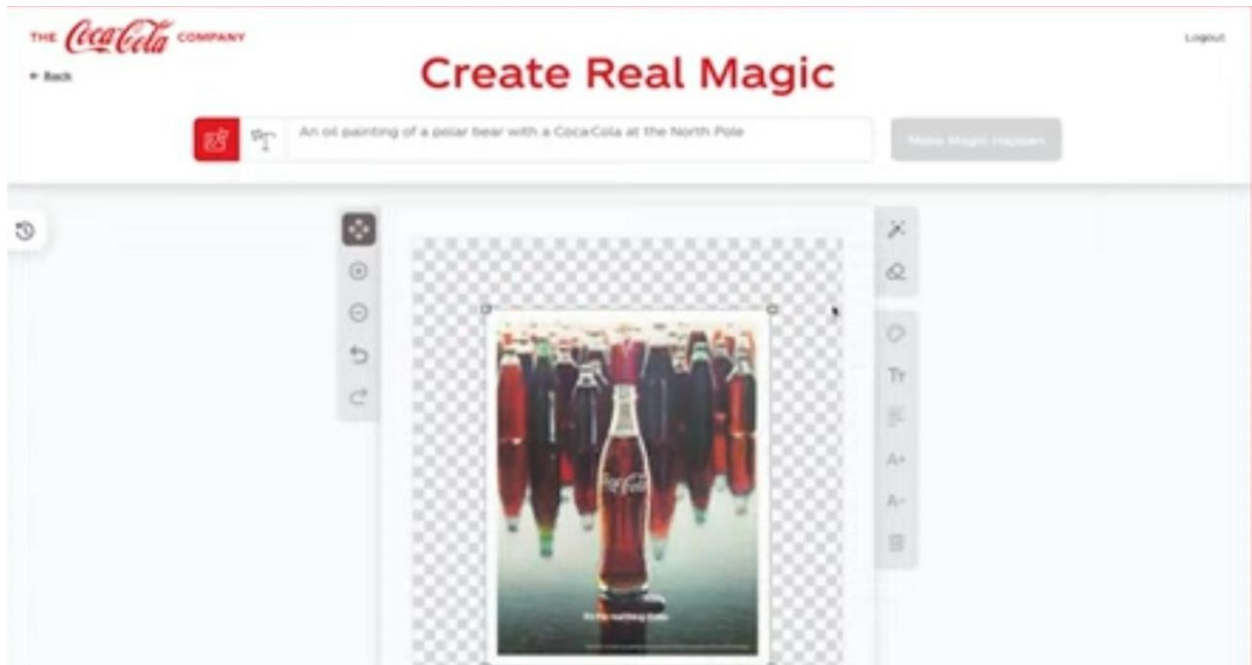 THE Coca-Cola COMPANY
Logout
← Back
Create Real Magic
An oil painting of a polar bear with a Coca-Cola at the North Pole
Make Magic Happen
Tт
A+
A-
Coca-Cola